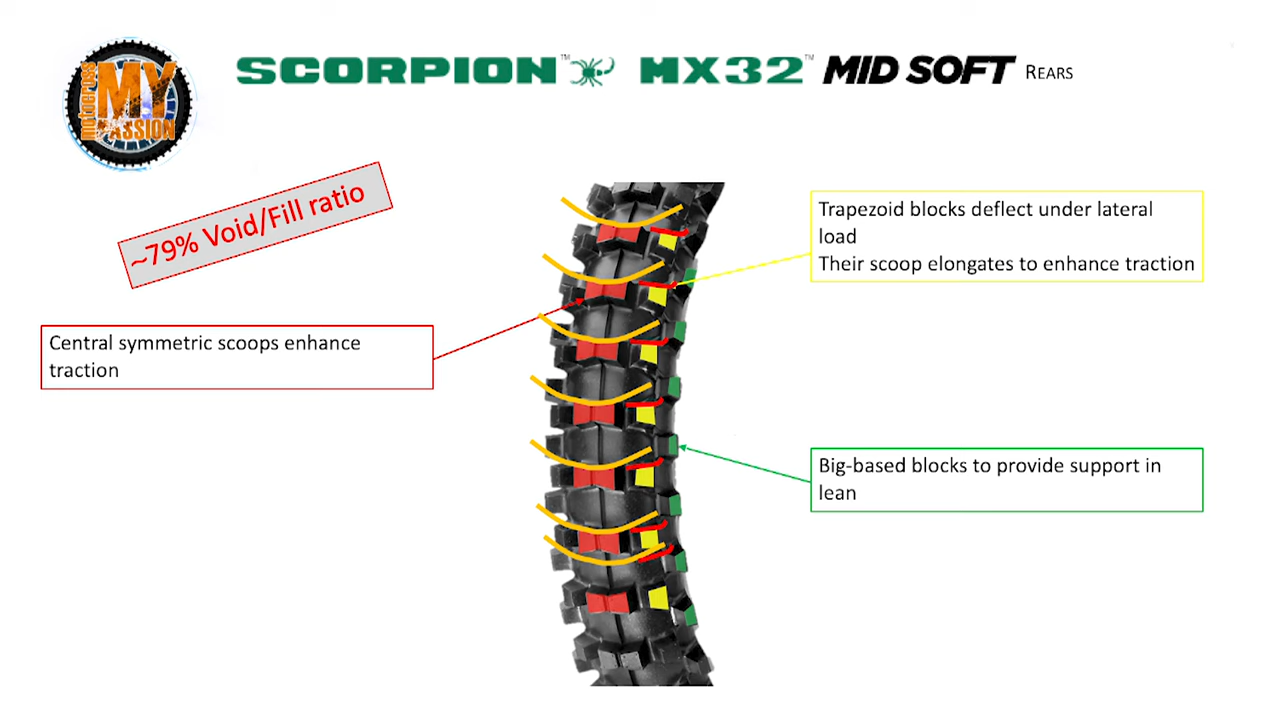 motocross
MY
PASSION
SCORPION™ MX32™ MID SOFT REARS
~79% Void/Fill ratio
Trapezoid blocks deflect under lateral
load
Their scoop elongates to enhance traction
Central symmetric scoops enhance
traction
Big-based blocks to provide support in
lean